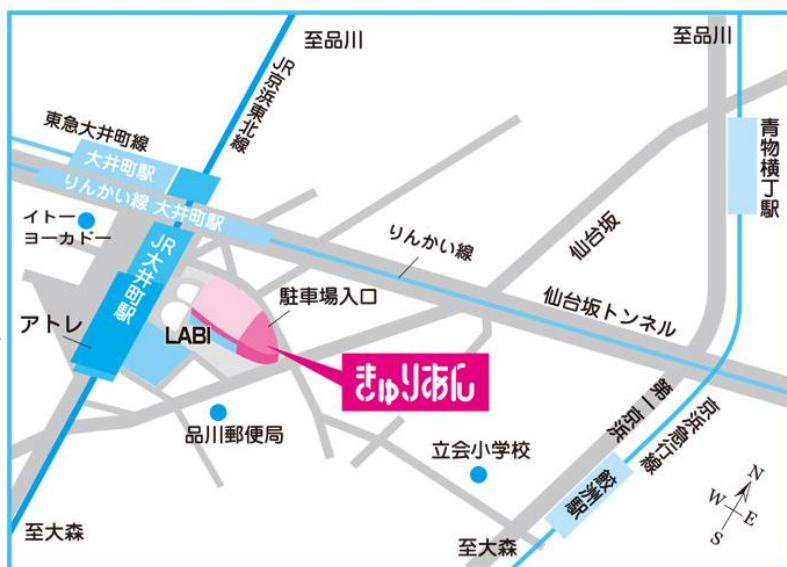 至品川
至品川
JR京浜東北線
東急大井町線
大井町駅
りんかい線 大井町駅
青物横丁駅
イトー
ヨーカドー
JR大井町駅
りんかい線
仙台坂
駐車場入口
仙台坂トンネル
アトレ
LABI
きゅりあん
第一京浜
京浜急行線
品川郵便局
立会小学校
鮫洲駅
N
W
E
S
至大森
至大森